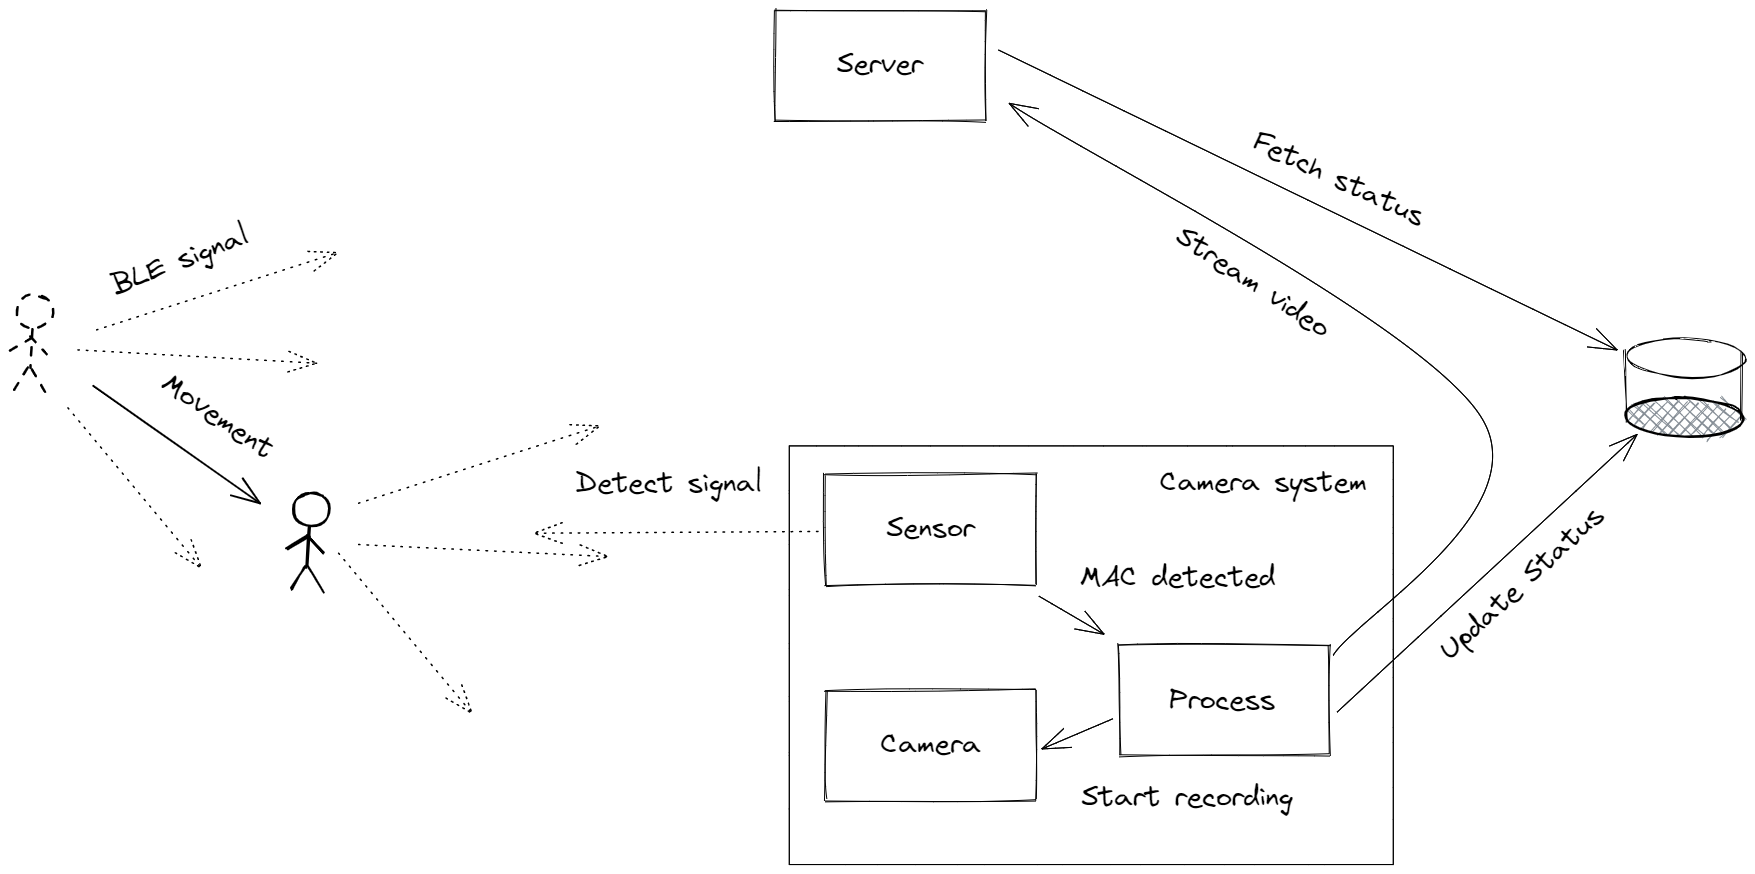 Server
Fetch status
Stream video
BLE signal
Movement
Detect signal
Camera system
Sensor
MAC detected
Update Status
Process
Camera
Start recording